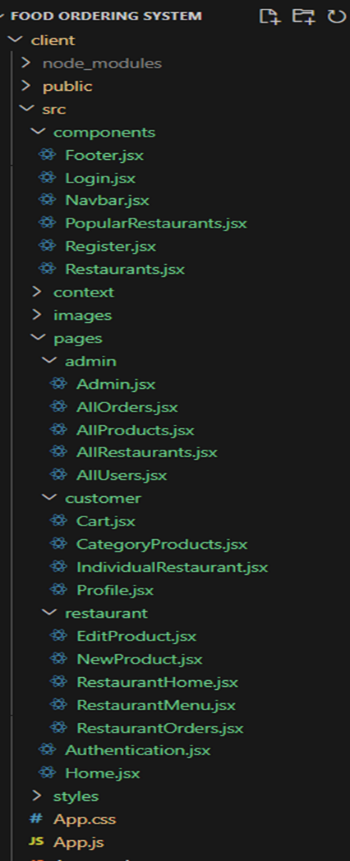 FOOD ORDERING SYSTEM
client
node_modules
public
src
components
Footer.jsx
Login.jsx
Navbar.jsx
PopularRestaurants.jsx
Register.jsx
Restaurants.jsx
context
images
pages
admin
Admin.jsx
AllOrders.jsx
AllProducts.jsx
AllRestaurants.jsx
AllUsers.jsx
customer
Cart.jsx
CategoryProducts.jsx
IndividualRestaurant.jsx
Profile.jsx
restaurant
EditProduct.jsx
NewProduct.jsx
RestaurantHome.jsx
RestaurantMenu.jsx
RestaurantOrders.jsx
Authentication.jsx
Home.jsx
styles
# App.css
JS App.js